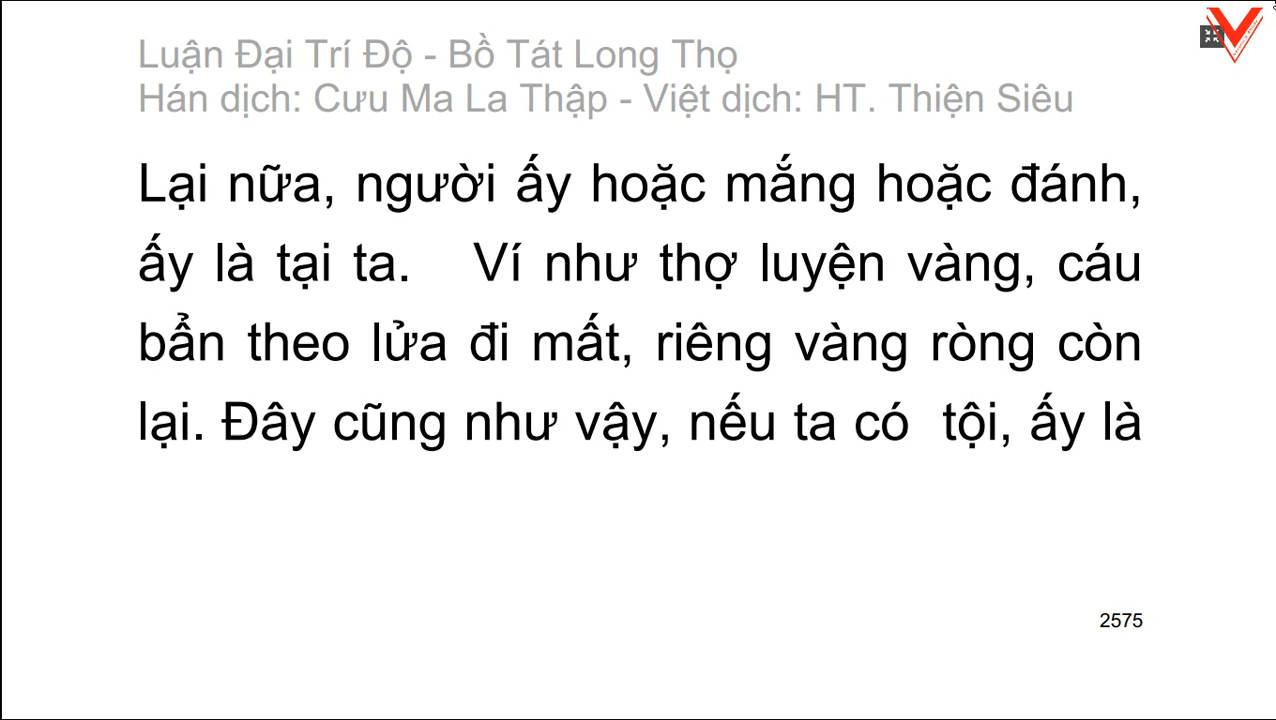 Luận Đại Trí Độ - Bồ Tát Long Thọ
Hán dịch: Cưu Ma La Thập - Việt dịch: HT. Thiện Siêu
Lại nữa, người ấy hoặc mắng hoặc đánh,
ấy là tại ta. Ví như thợ luyện vàng, cáu
bẩn theo lửa đi mất, riêng vàng ròng còn
lại. Đây cũng như vậy, nếu ta có tội, ấy là
2575